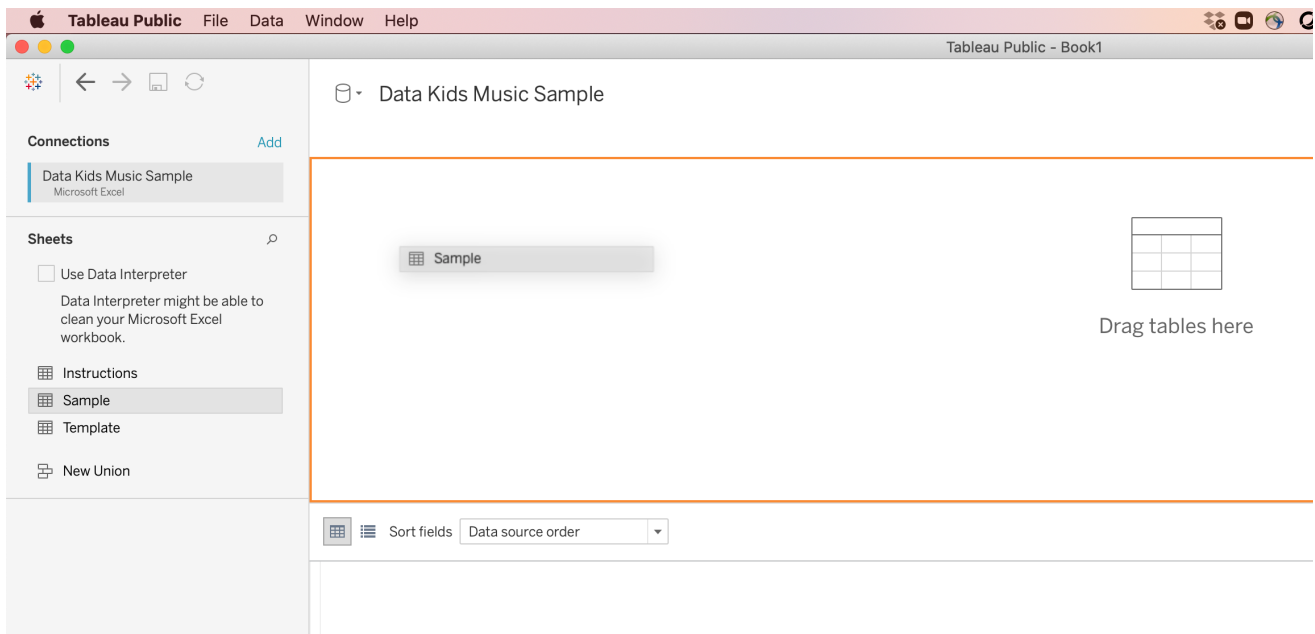 Tableau Public File Data Window Help
Tableau Public - Book1
Data Kids Music Sample
Connections Add
Data Kids Music Sample
Microsoft Excel
Sheets
Use Data Interpreter
Data Interpreter might be able to
clean your Microsoft Excel
workbook.
Instructions
Sample
Template
New Union
Sample
Drag tables here
Sort fields Data source order